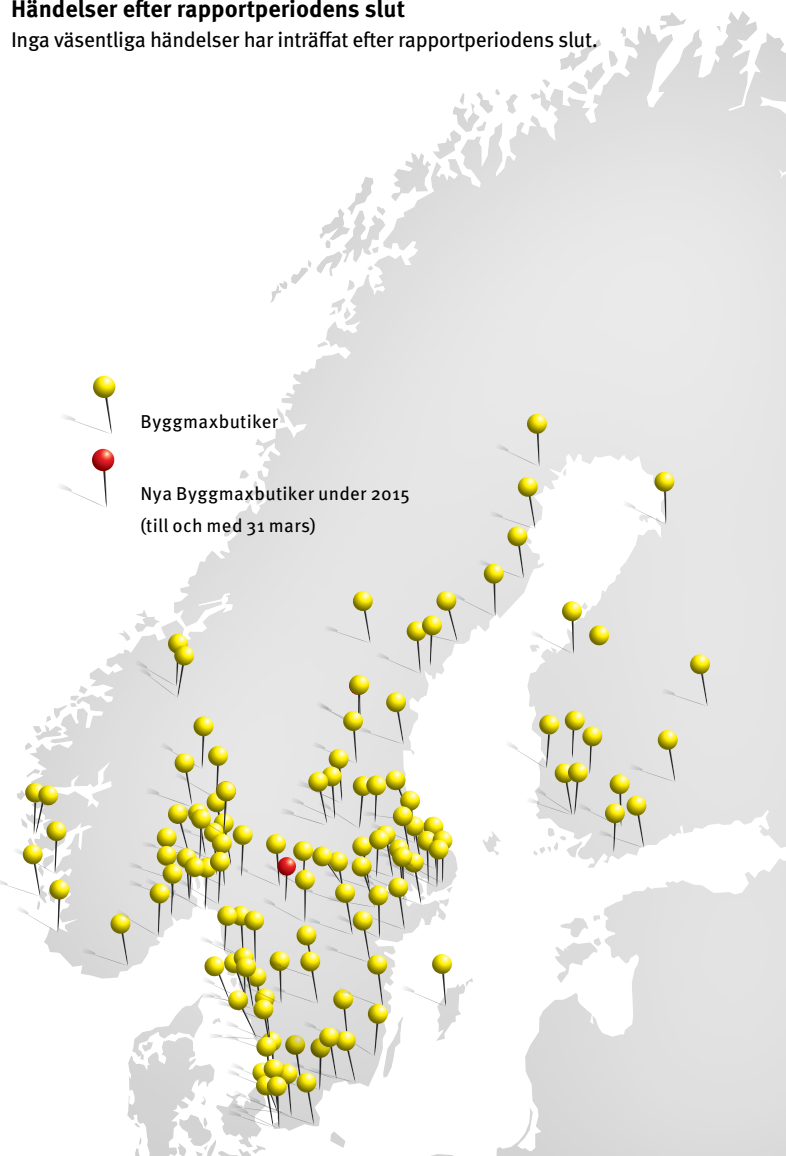 Händelser efter rapportperiodens slut
Inga väsentliga händelser har inträffat efter rapportperiodens slut.
Byggmaxbutiker
Nya Byggmaxbutiker under 2015
(till och med 31 mars)